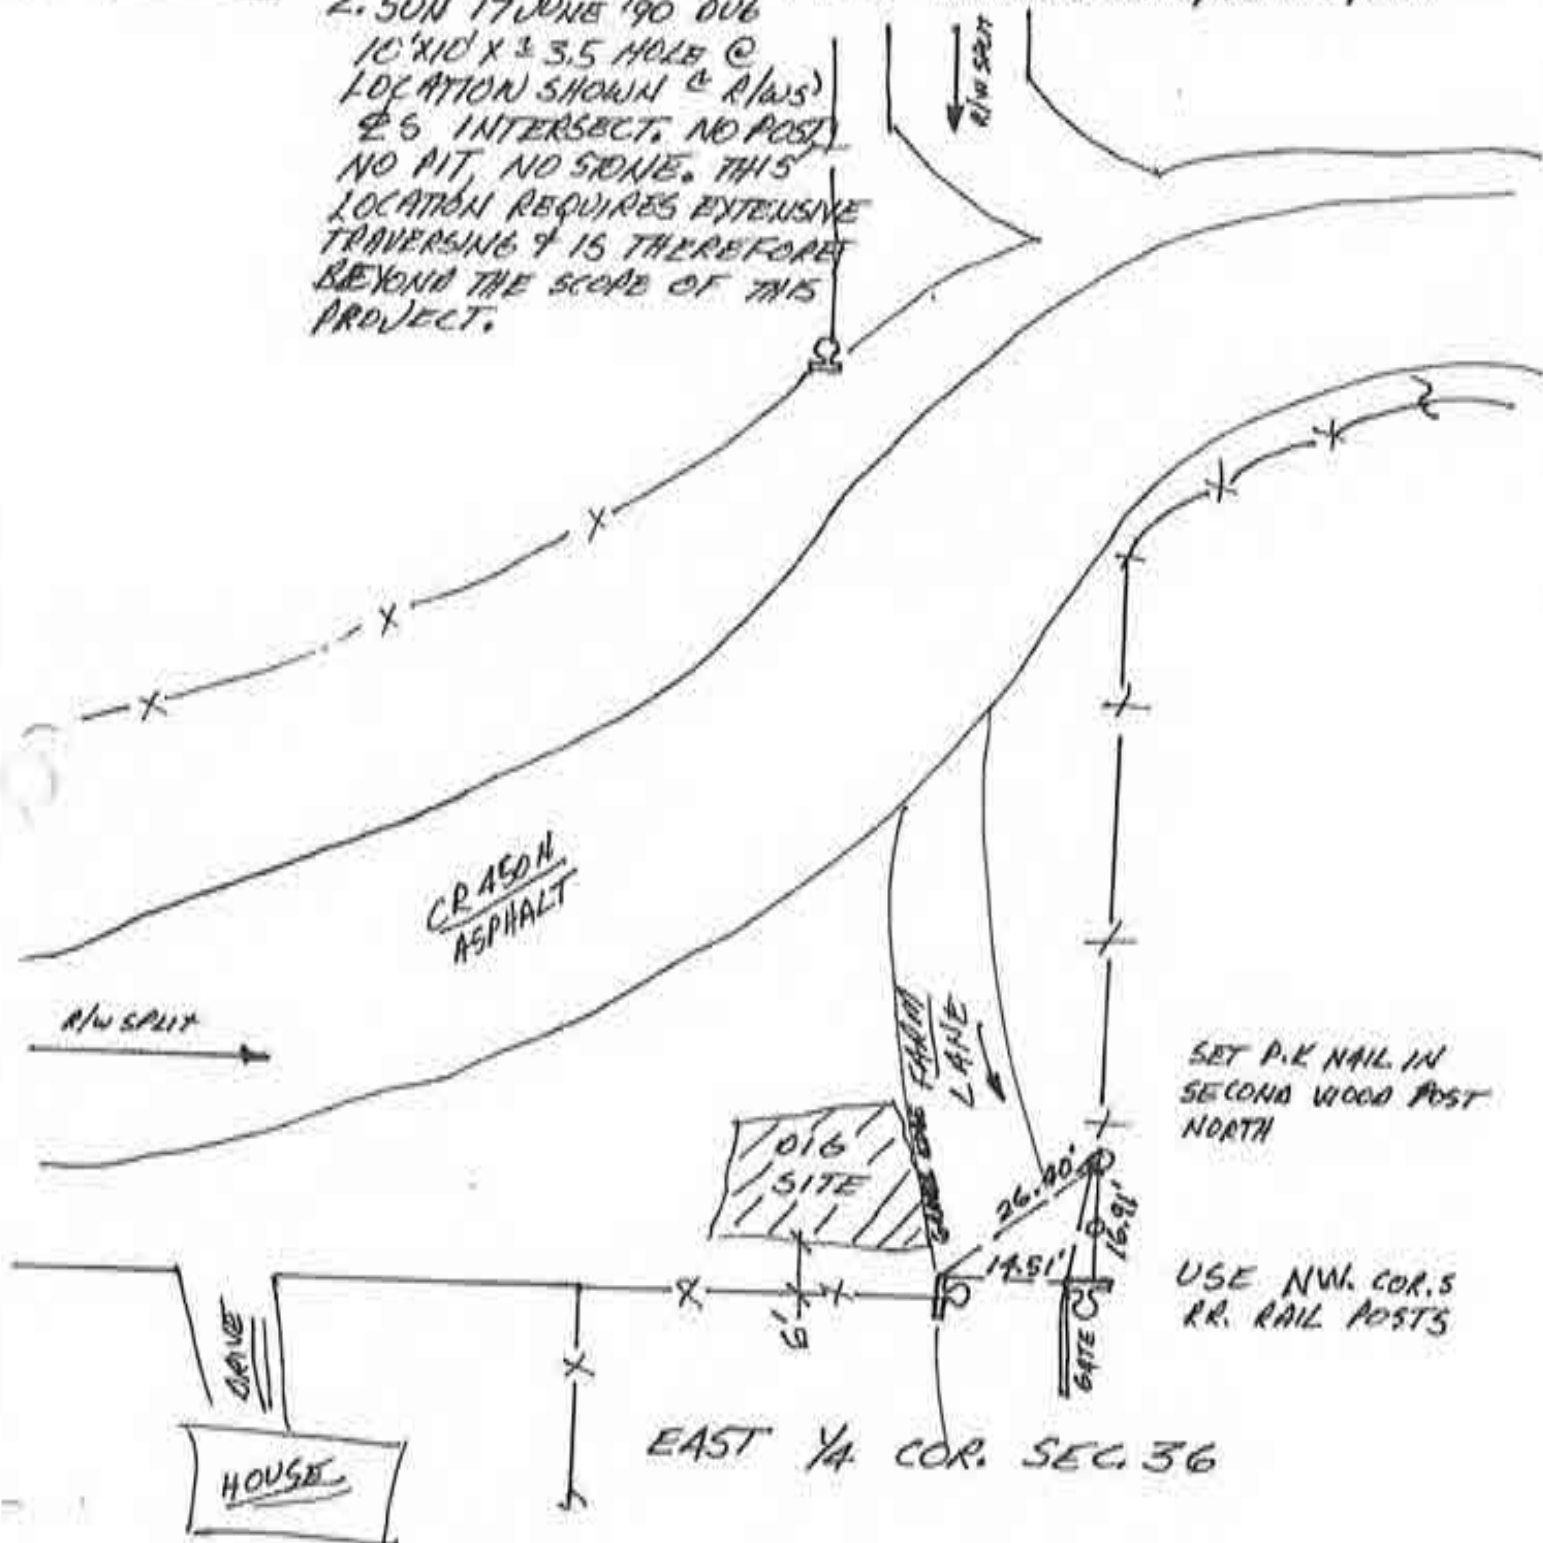 2. SUN 17 JUNE '90 DUG
10'X10' X ± 3.5 HOLE @
LOCATION SHOWN @ R/WS'
℄S INTERSECT. NO POST,
NO PIT, NO STONE. THIS
LOCATION REQUIRES EXTENSIVE
TRAVERSING & IS THEREFORE
BEYOND THE SCOPE OF THIS
PROJECT.
R/W SPLIT
CR 450 N
ASPHALT
R/W SPLIT
FARM
LANE
SET P.K NAIL IN
SECOND WOOD POST
NORTH
DIG
SITE
EDGE
26.40'
16.91'
14.51'
USE NW. COR.S
RR. RAIL POSTS
DRIVE
GATE
HOUSE
EAST 1/4 COR. SEC. 36